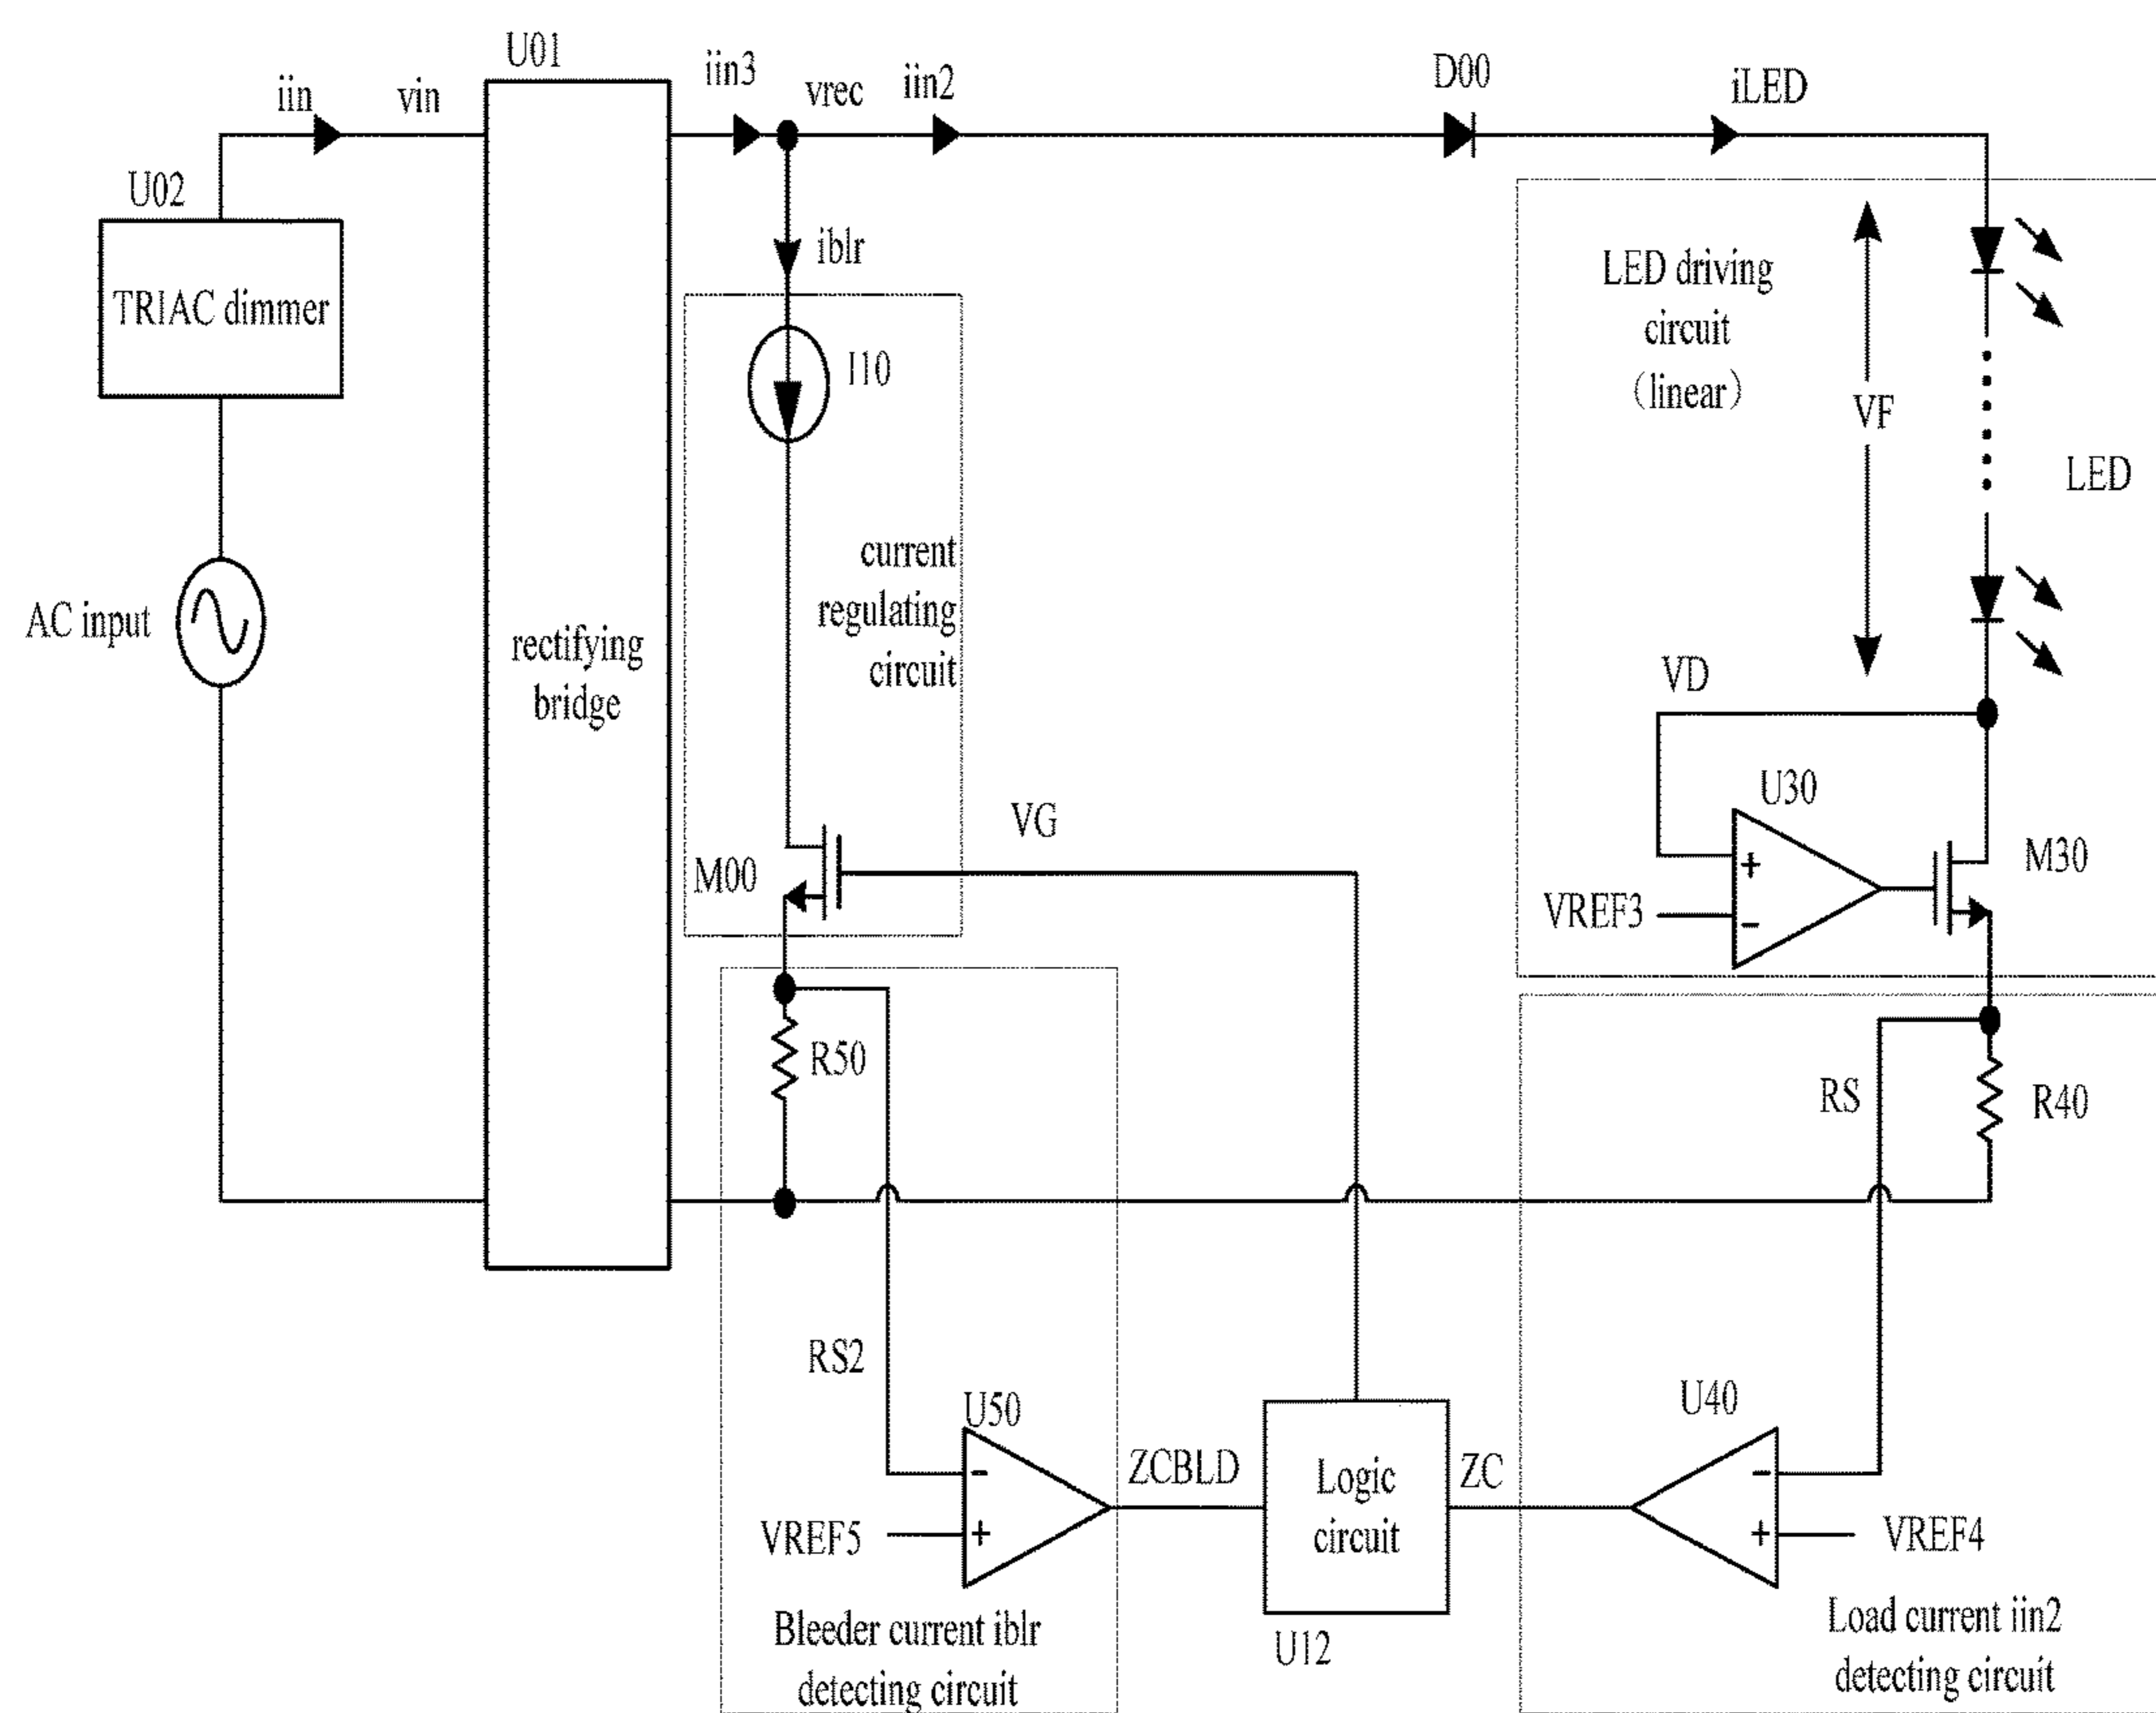 U01
iin
vin
iin3
vrec
iin2
D00
iLED
U02
TRIAC dimmer
iblr
I10
LED driving
circuit
(linear)
VF
LED
current
regulating
circuit
AC input
rectifying
bridge
VD
U30
VG
M00
+
-
M30
VREF3
R50
RS
R40
RS2
U50
U40
-
+
ZCBLD
Logic
circuit
ZC
-
+
VREF5
VREF4
U12
Bleeder current iblr
detecting circuit
Load current iin2
detecting circuit